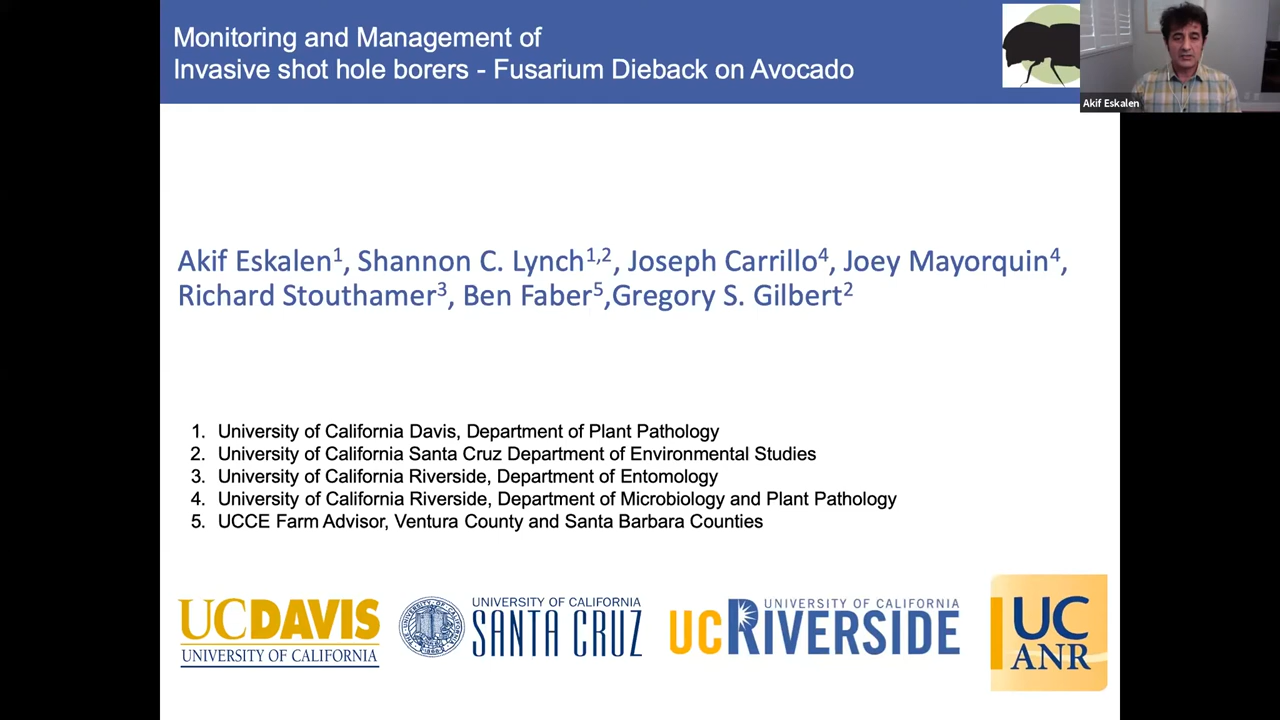 Monitoring and Management of
Invasive shot hole borers - Fusarium Dieback on Avocado
Akif Eskalen
Akif Eskalen1, Shannon C. Lynch1,2, Joseph Carrillo4, Joey Mayorquin4,
Richard Stouthamer3, Ben Faber5,Gregory S. Gilbert2
1. University of California Davis, Department of Plant Pathology
2. University of California Santa Cruz Department of Environmental Studies
3. University of California Riverside, Department of Entomology
4. University of California Riverside, Department of Microbiology and Plant Pathology
5. UCCE Farm Advisor, Ventura County and Santa Barbara Counties
UCDAVIS
UNIVERSITY OF CALIFORNIA
UNIVERSITY OF CALIFORNIA
SANTA CRUZ
UNIVERSITY OF CALIFORNIA
UCRIVERSIDE
UC
ANR